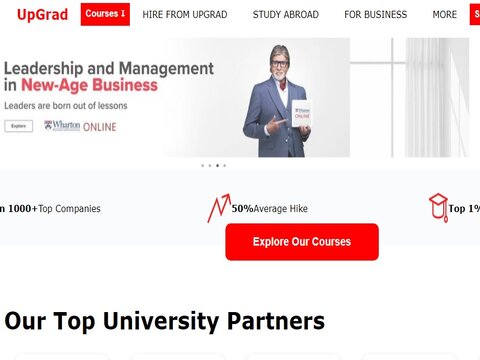 UpGrad Courses ↴ HIRE FROM UPGRAD STUDY ABROAD FOR BUSINESS MORE S
Leadership and Management
in New-Age Business
Leaders are born out of lessons
Explore Wharton ONLINE
Wharton
ONLINE
n 1000+Top Companies 50%Average Hike Top 1%
Explore Our Courses
Our Top University Partners